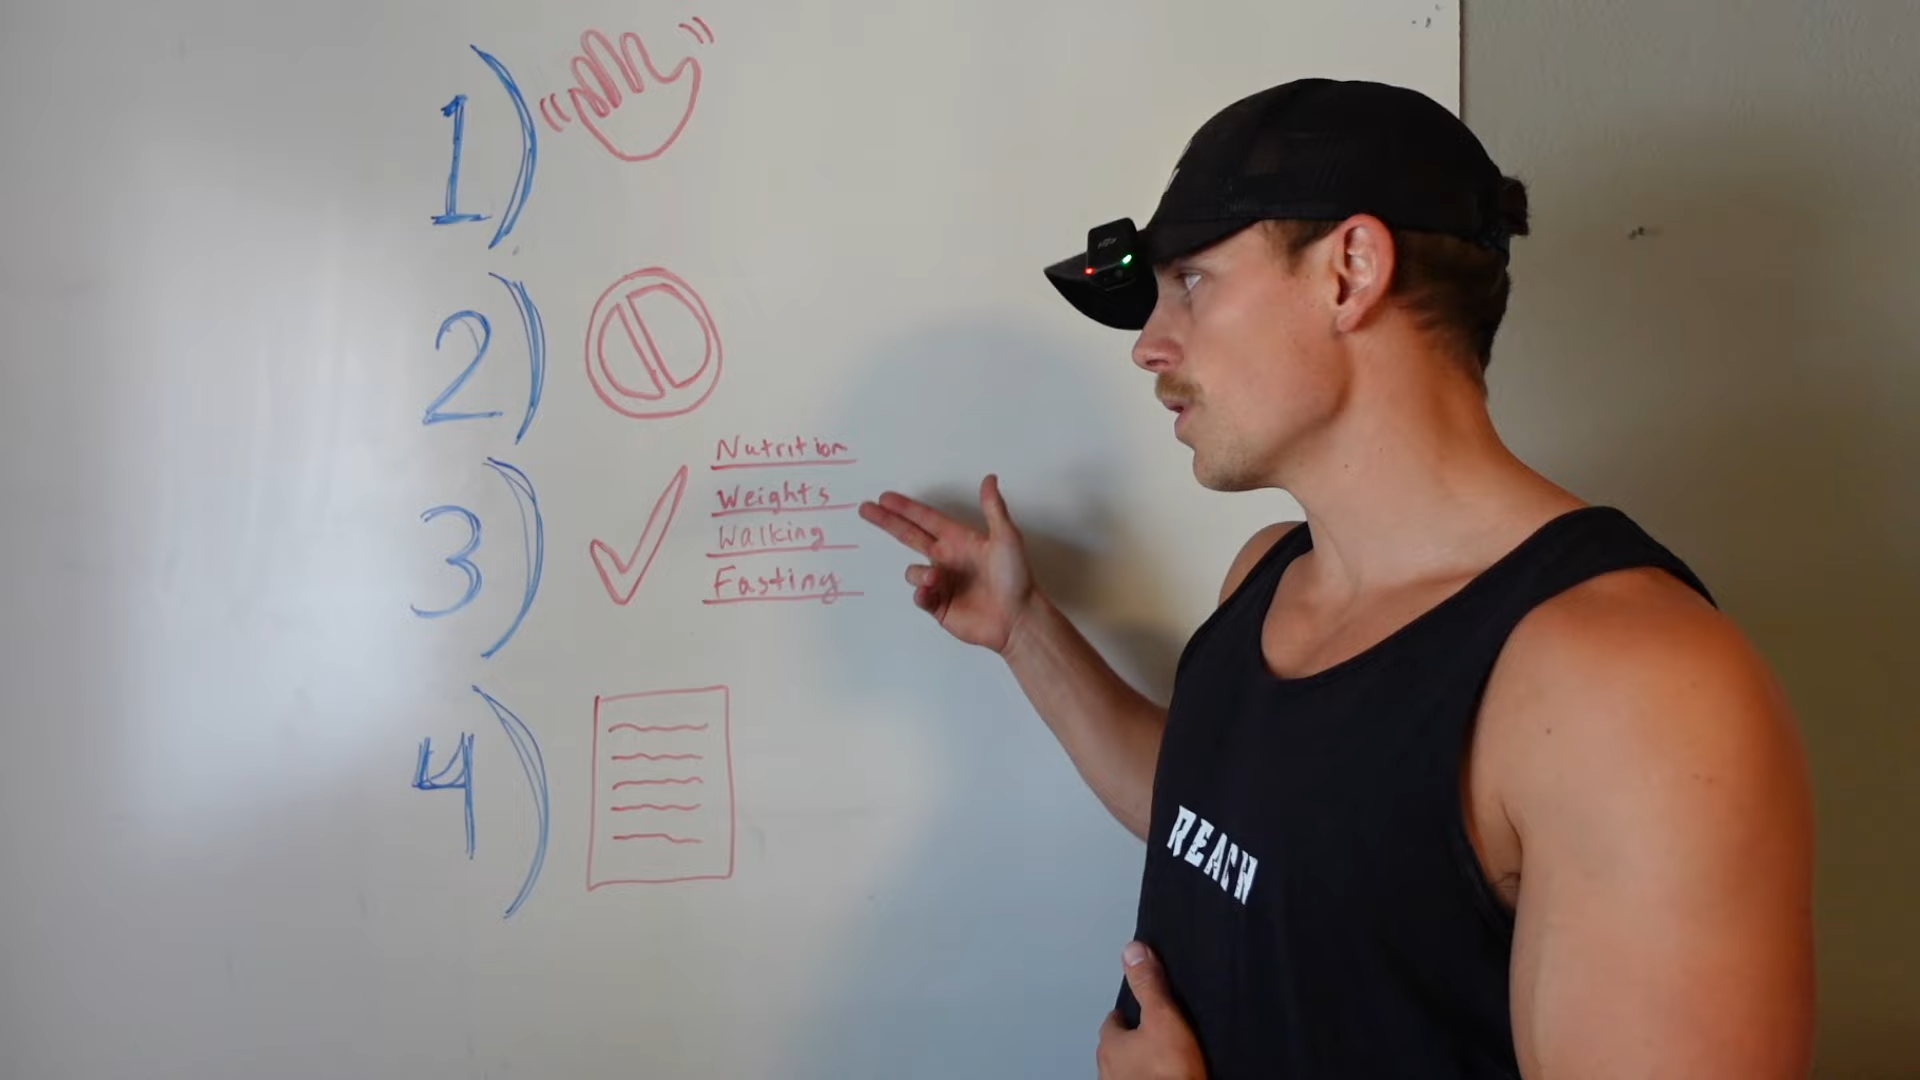 1)
2)
3)
Nutrition
Weights
Walking
Fasting
4)
REACH